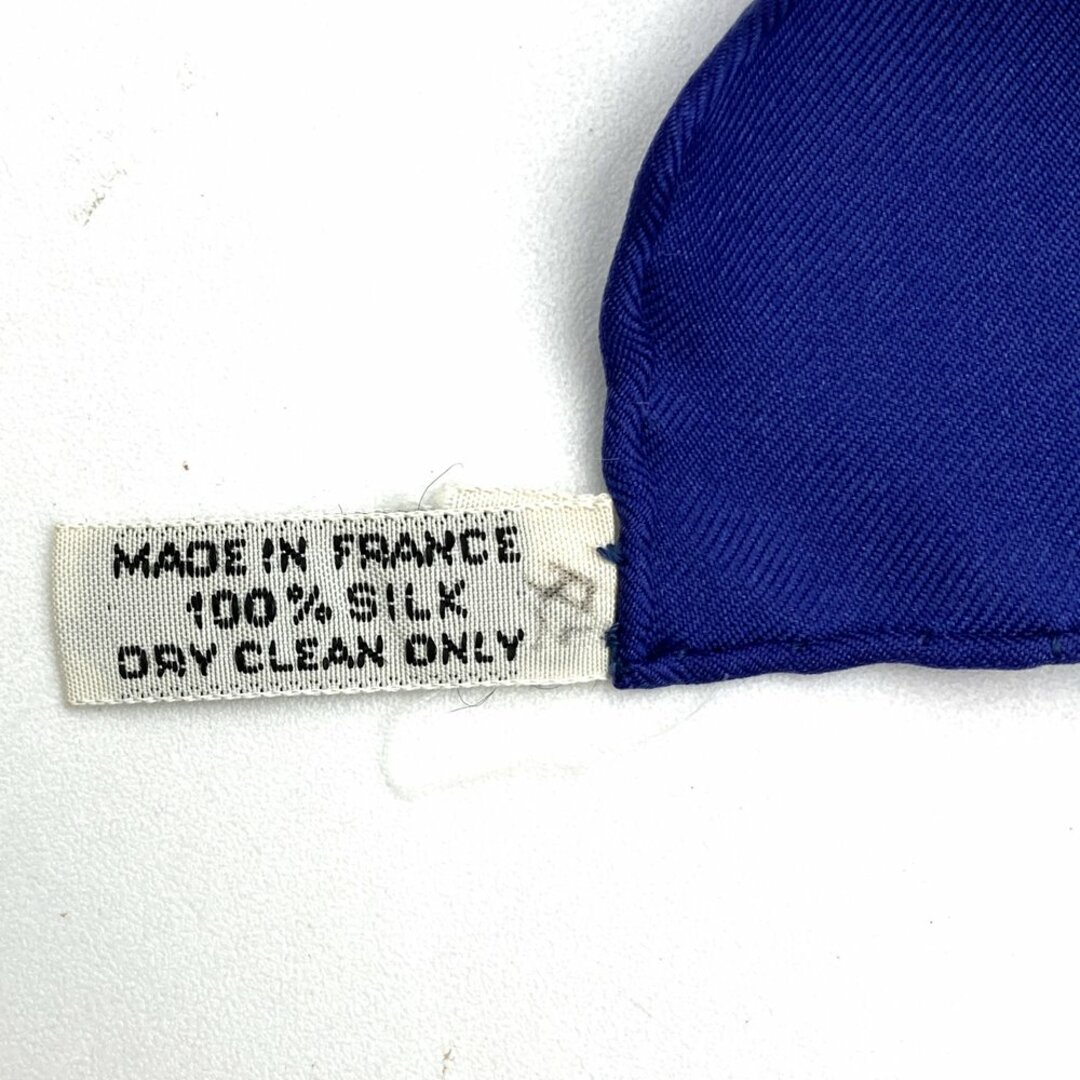 MADE IN FRANCE
100% SILK
DRY CLEAN ONLY